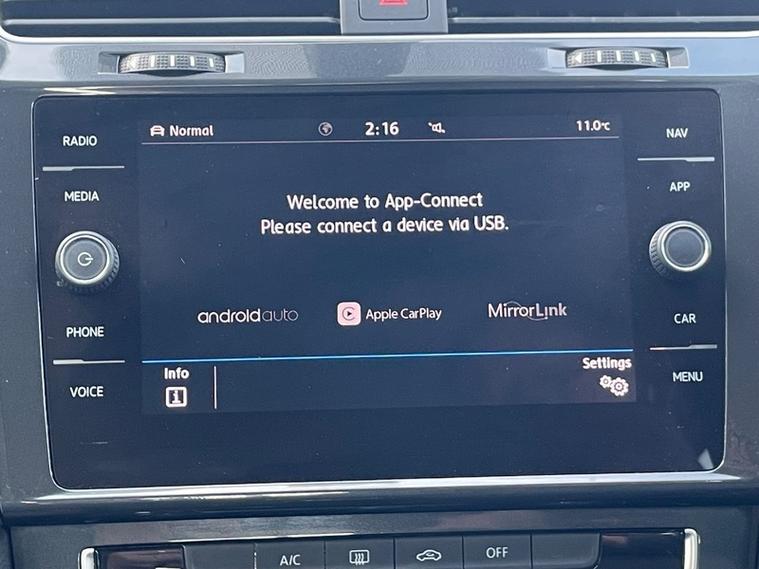 RADIO
MEDIA
PHONE
VOICE
Normal
2:16
11.0°C
Welcome to App-Connect
Please connect a device via USB.
androidauto
Apple CarPlay
MirrorLink
Info
i
Settings
NAV
APP
CAR
MENU
A/C
OFF